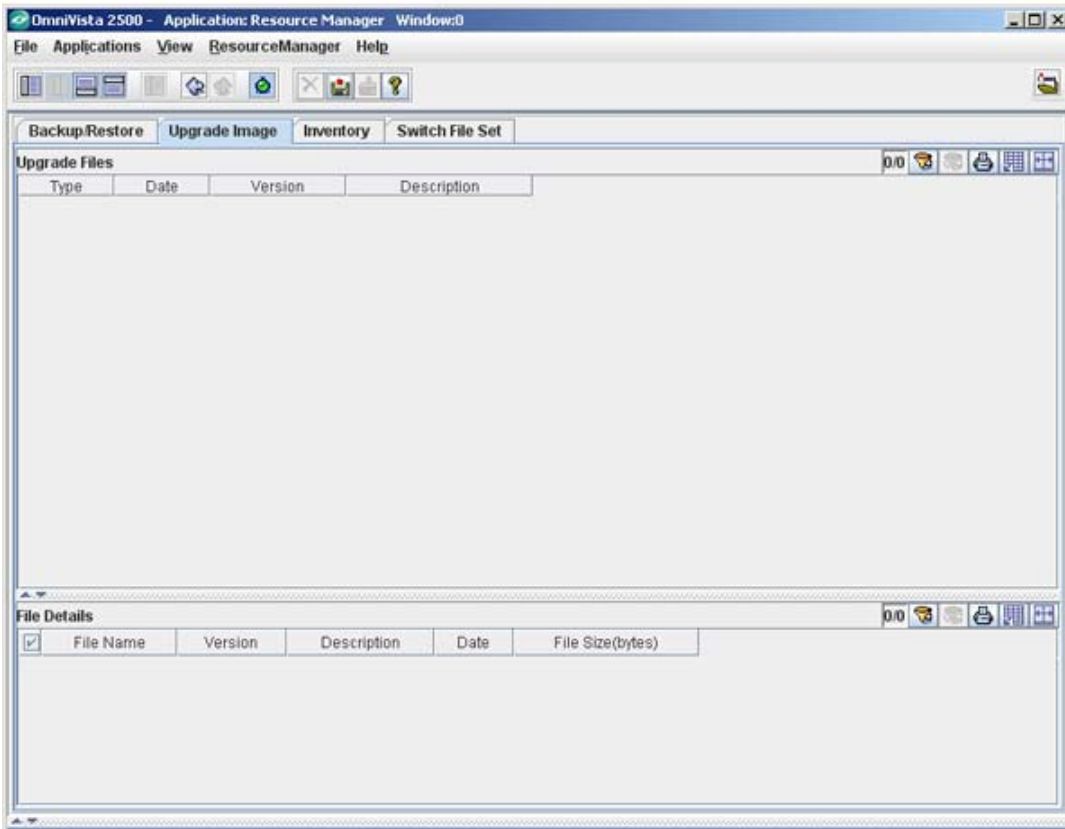 OmniVista 2500 - Application: Resource Manager Window:0
File Applications View ResourceManager Help
Backup/Restore Upgrade Image Inventory Switch File Set
Upgrade Files 0/0
Type Date Version Description
File Details 0/0
File Name Version Description Date File Size(bytes)